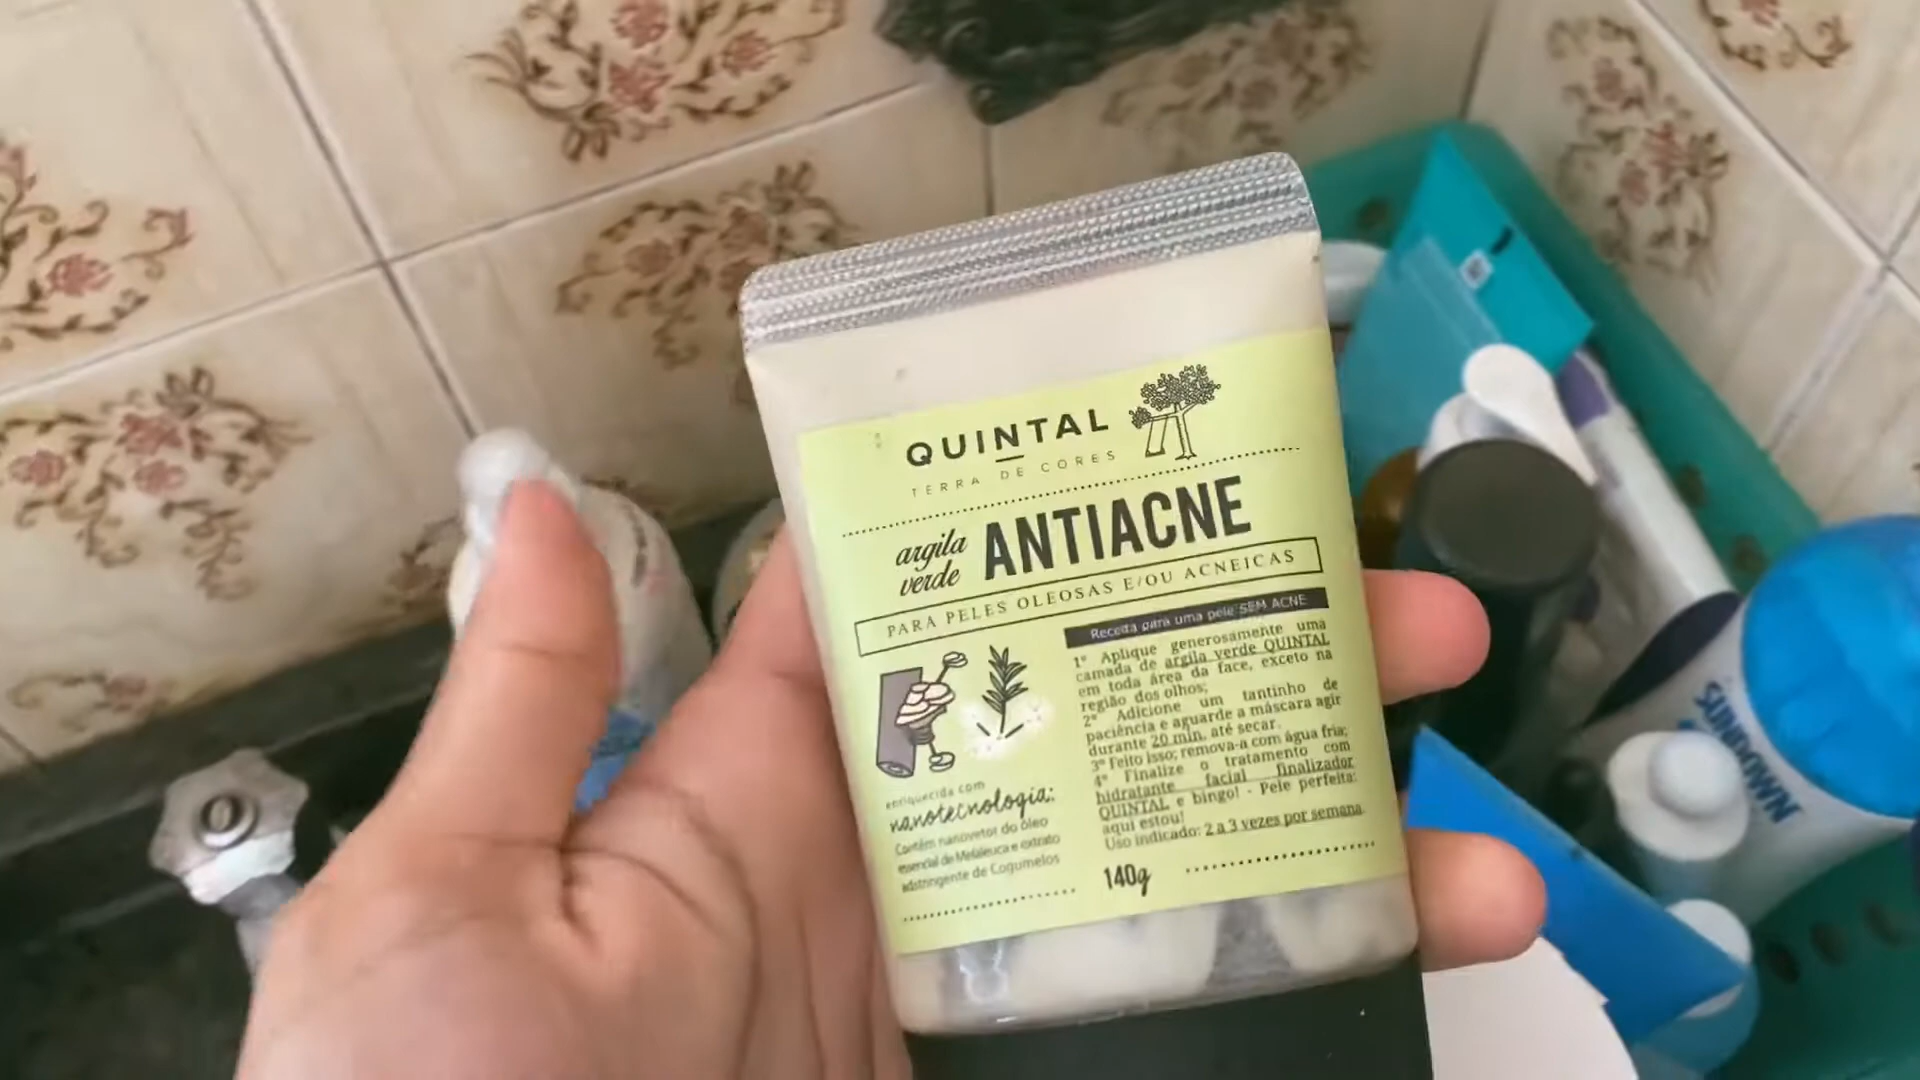 QUINTAL
TERRA DE CORES
argila
verde
ANTIACNE
PARA PELES OLEOSAS E/OU ACNEICAS
Receita para uma pele SEM ACNE
1º Aplique generosamente uma
camada de argila verde QUINTAL
em toda área da face, exceto na
região dos olhos;
2º Adicione um tantinho de
paciência e aguarde a máscara agir
durante 20 min. até secar.
3º Feito isso; remova-a com água fria;
4º Finalize o tratamento com
hidratante facial finalizador
QUINTAL e bingo! - Pele perfeita:
aqui estou!
Uso indicado: 2 a 3 vezes por semana
enriquecida com
nanotecnologia:
Contém nanovetor do óleo
essencial de Melaleuca e extrato
adstringente de Cogumelos
140g
SUNDOWN